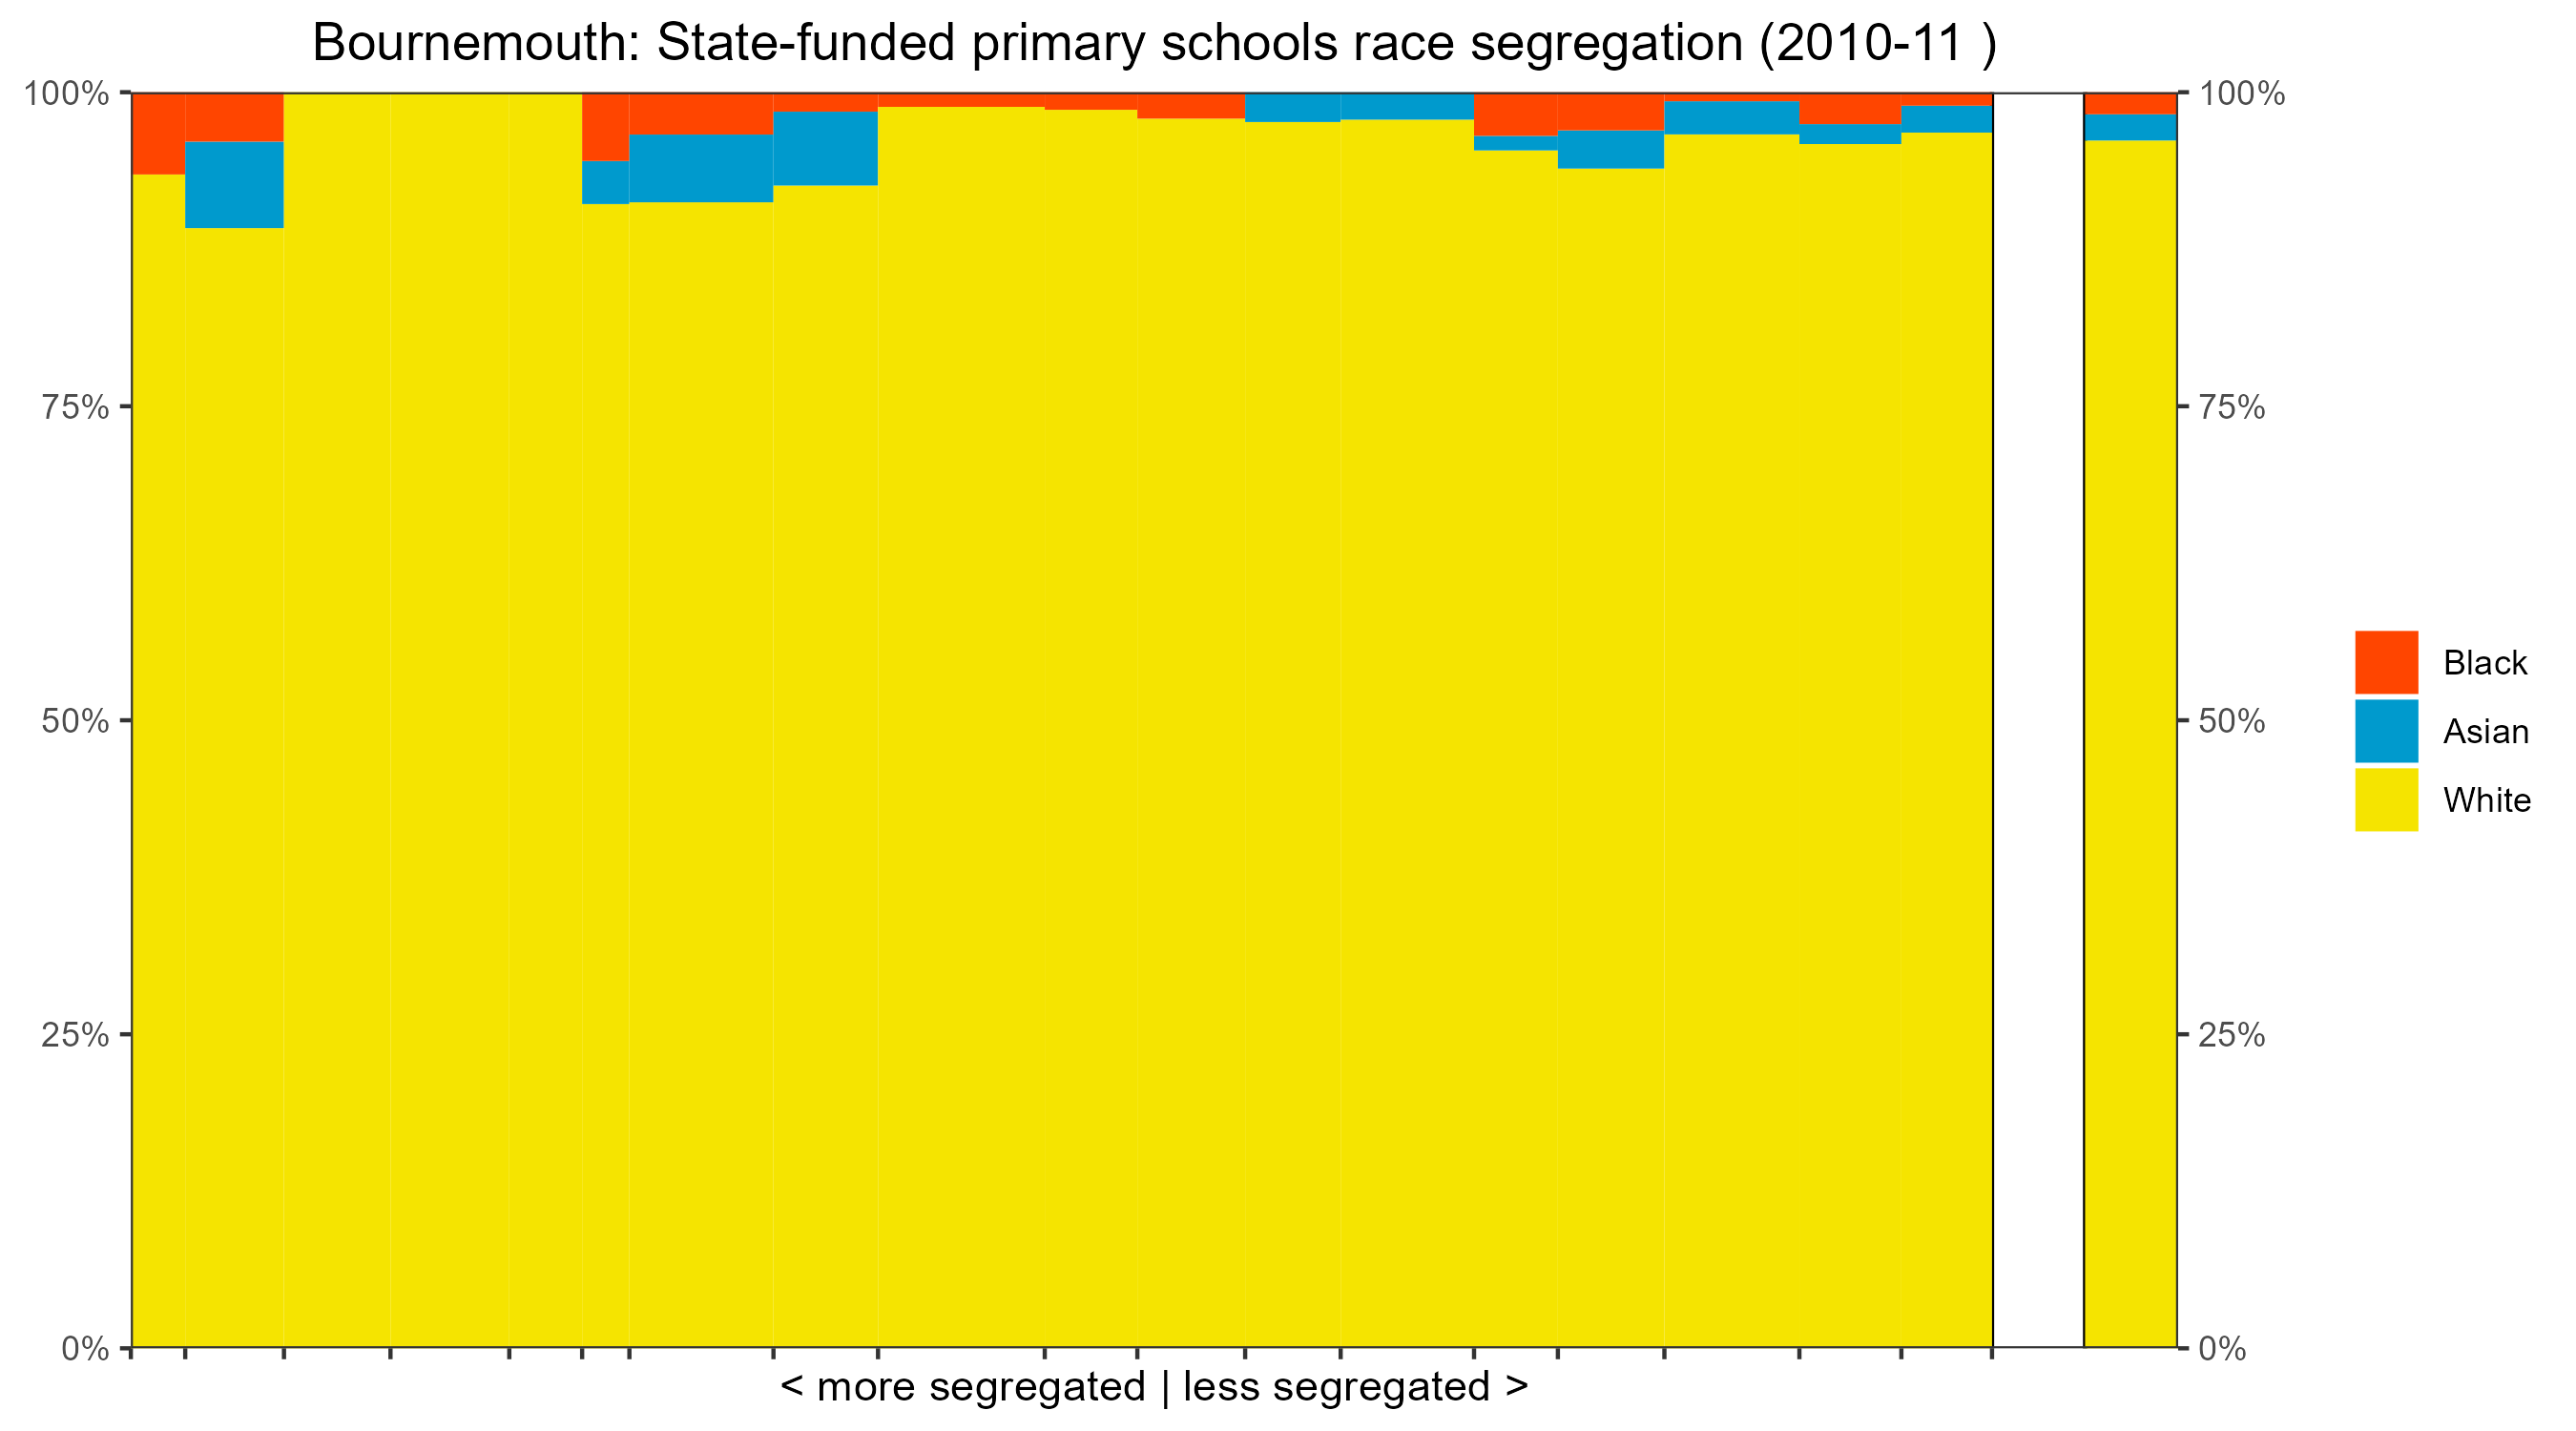 Bournemouth: State-funded primary schools race segregation (2010-11 )
100%
75%
50%
25%
0%
100%
75%
50%
25%
0%
Black
Asian
White
< more segregated | less segregated >